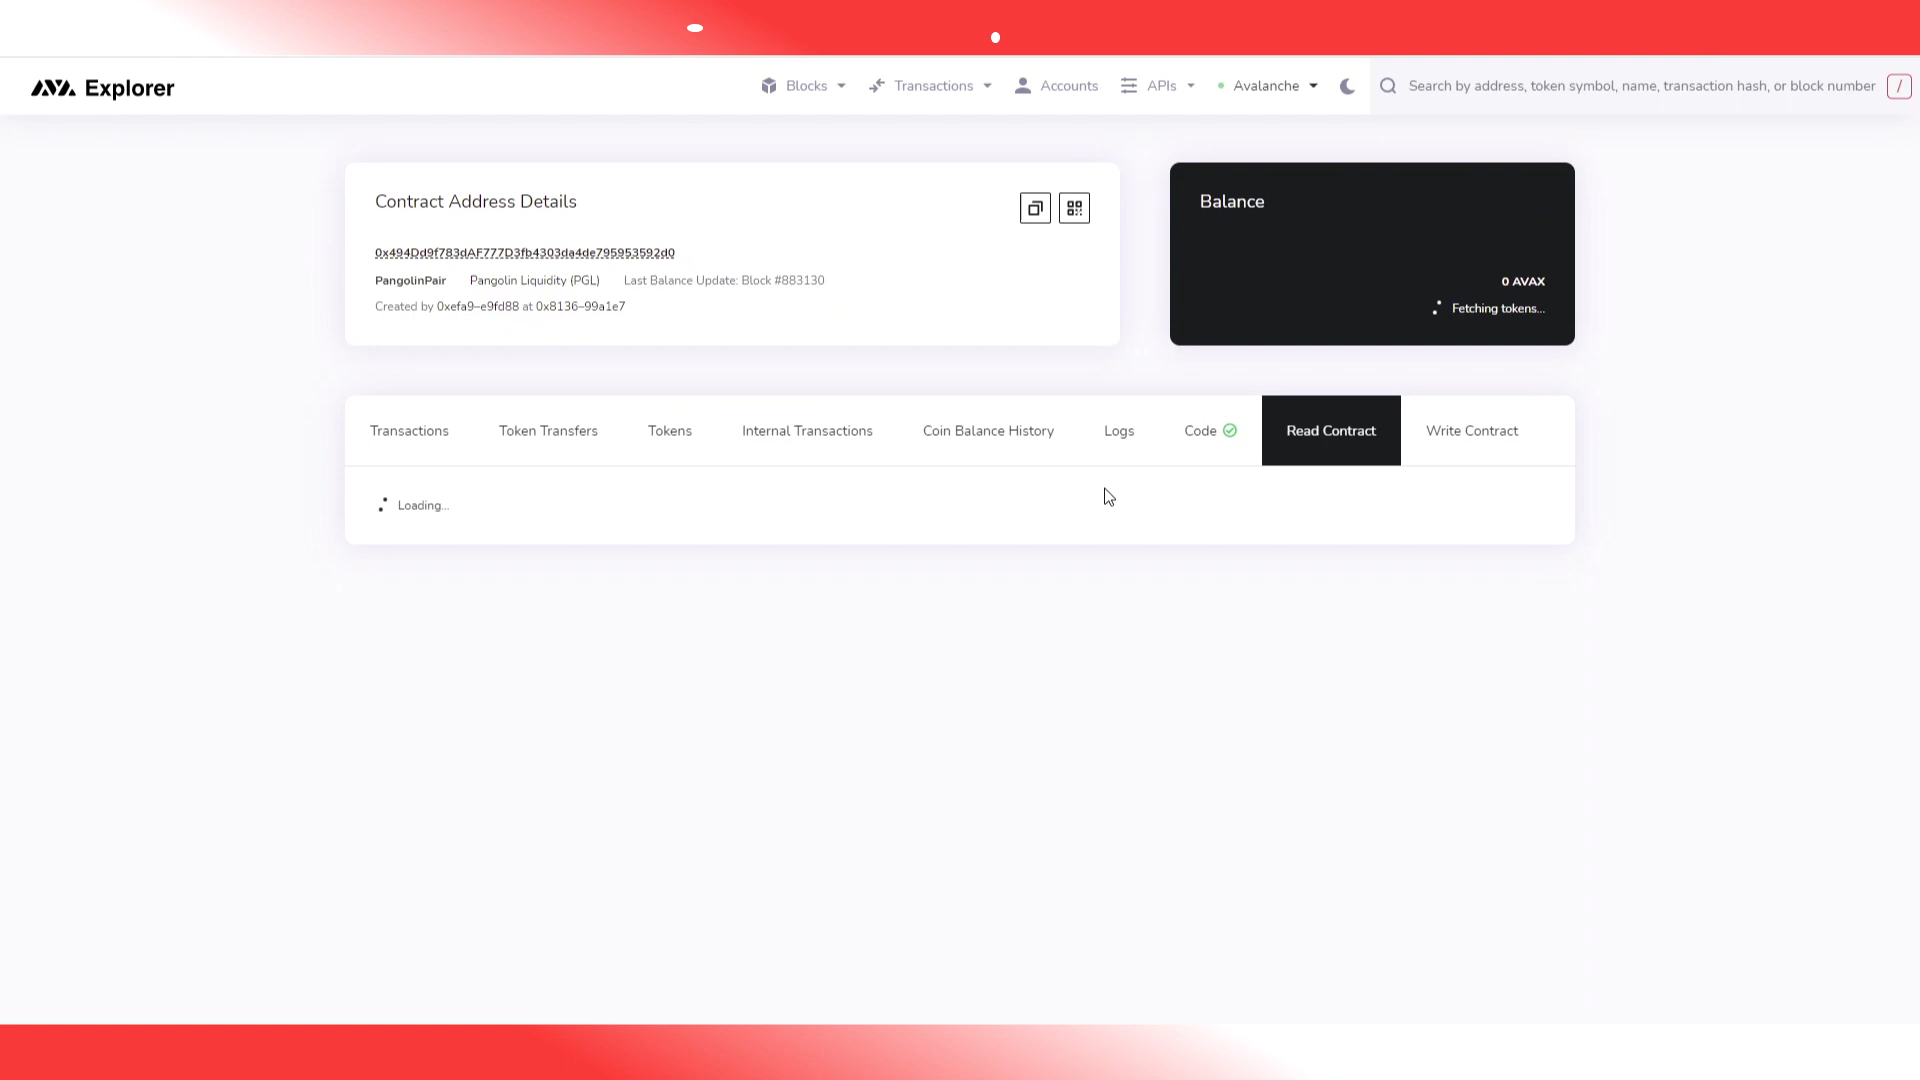 AVA Explorer
Blocks
Transactions
Accounts
APIs
Avalanche
Search by address, token symbol, name, transaction hash, or block number
/
Contract Address Details
0x494Dd9f783dAF777D3fb4303da4de795953592d0
PangolinPair Pangolin Liquidity (PGL) Last Balance Update: Block #883130
Created by 0xefa9–e9fd88 at 0x8136–99a1e7
Balance
0 AVAX
Fetching tokens...
Transactions
Token Transfers
Tokens
Internal Transactions
Coin Balance History
Logs
Code
Read Contract
Write Contract
Loading...